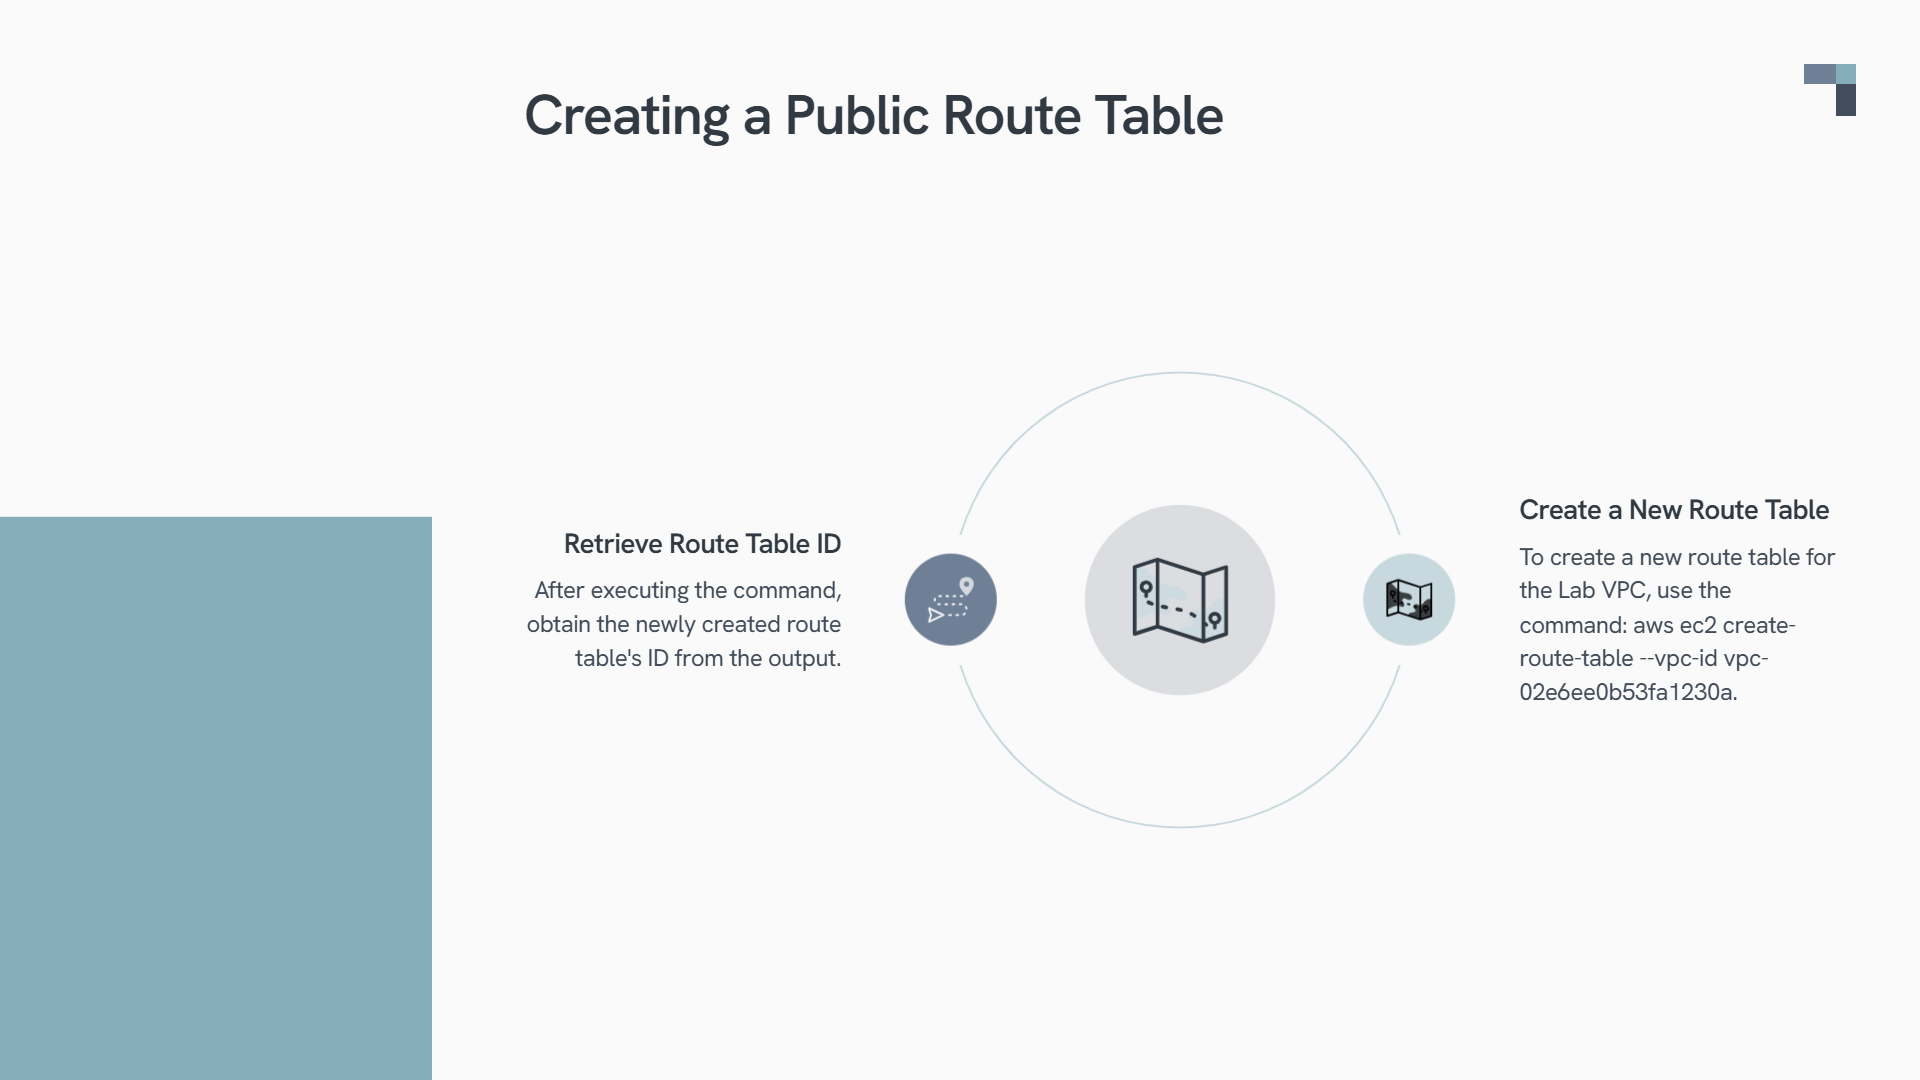 Creating a Public Route Table
Retrieve Route Table ID
After executing the command,
obtain the newly created route
table's ID from the output.
Create a New Route Table
To create a new route table for
the Lab VPC, use the
command: aws ec2 create-
route-table --vpc-id vpc-
02e6ee0b53fa1230a.